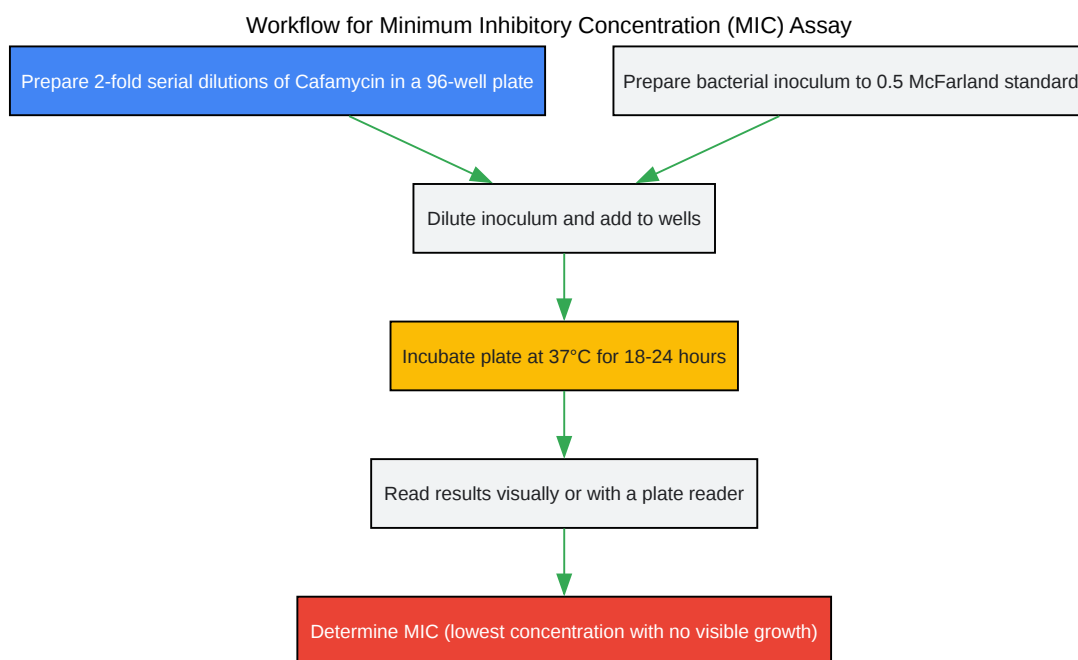 Workflow for Minimum Inhibitory Concentration (MIC) Assay
Prepare 2-fold serial dilutions of Cafamycin in a 96-well plate
Prepare bacterial inoculum to 0.5 McFarland standard
Dilute inoculum and add to wells
Incubate plate at 37°C for 18-24 hours
Read results visually or with a plate reader
Determine MIC (lowest concentration with no visible growth)